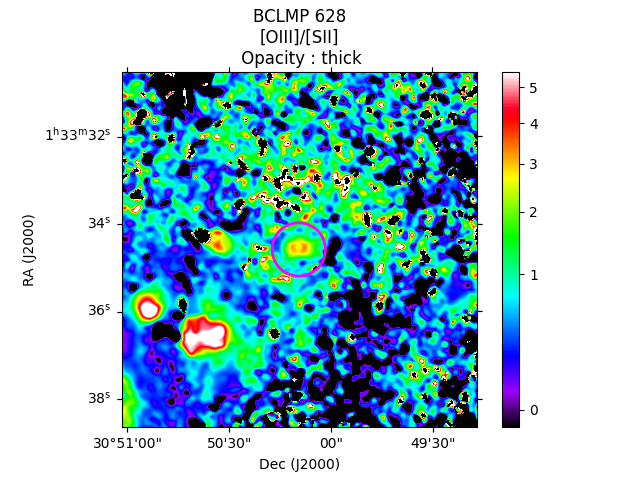 BCLMP 628
[OIII]/[SII]
Opacity : thick
1ʰ33ᵐ32ˢ
34ˢ
36ˢ
38ˢ
RA (J2000)
30°51'00"
50'30"
00"
49'30"
Dec (J2000)
5
4
3
2
1
0